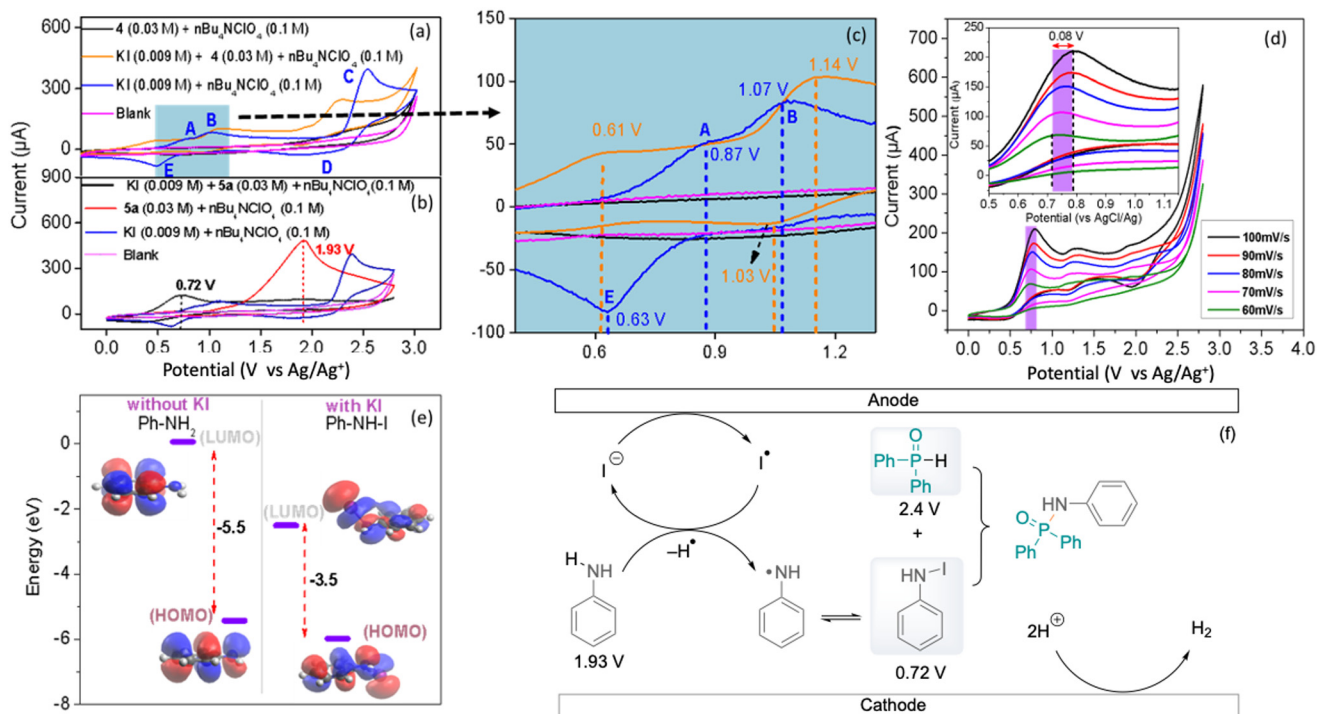 (a)
4 (0.03 M) + nBu4NClO4 (0.1 M)
KI (0.009 M) + 4 (0.03 M) + nBu4NClO4 (0.1 M)
KI (0.009 M) + nBu4NClO4 (0.1 M)
Blank
600
300
0
A
B
C
D
E
Current (µA)
(b)
KI (0.009 M) + 5a (0.03 M) + nBu4NClO4 (0.1 M)
5a (0.03 M) + nBu4NClO4 (0.1 M)
KI (0.009 M) + nBu4NClO4 (0.1 M)
Blank
900
600
300
0
0.72 V
1.93 V
0.0 0.5 1.0 1.5 2.0 2.5 3.0
Potential (V vs Ag/Ag+)
(c)
150
100
50
0
-50
-100
0.61 V
A
0.87 V
1.07 V
B
1.14 V
1.03 V
E
0.63 V
0.6 0.9 1.2
Potential (V vs Ag/Ag+)
(d)
700
600
500
400
300
200
100
0
Current (µA)
0.08 V
250
200
150
100
50
0
Current (µA)
0.5 0.6 0.7 0.8 0.9 1.0 1.1
Potential (vs AgCl/Ag)
100mV/s
90mV/s
80mV/s
70mV/s
60mV/s
0.0 0.5 1.0 1.5 2.0 2.5 3.0 3.5 4.0
Potential (V vs Ag/Ag+)
(e)
without KI
Ph-NH2
(LUMO)
-5.5
(HOMO)
with KI
Ph-NH-I
(LUMO)
-3.5
(HOMO)
0
-2
-4
-6
-8
Energy (eV)
Anode
(f)
I⊖
I•
–H•
H
NH
1.93 V
•NH
O
Ph-P-H
Ph
2.4 V
+
HN-I
0.72 V
HN
O
P
Ph
Ph
2H⊕
H2
Cathode